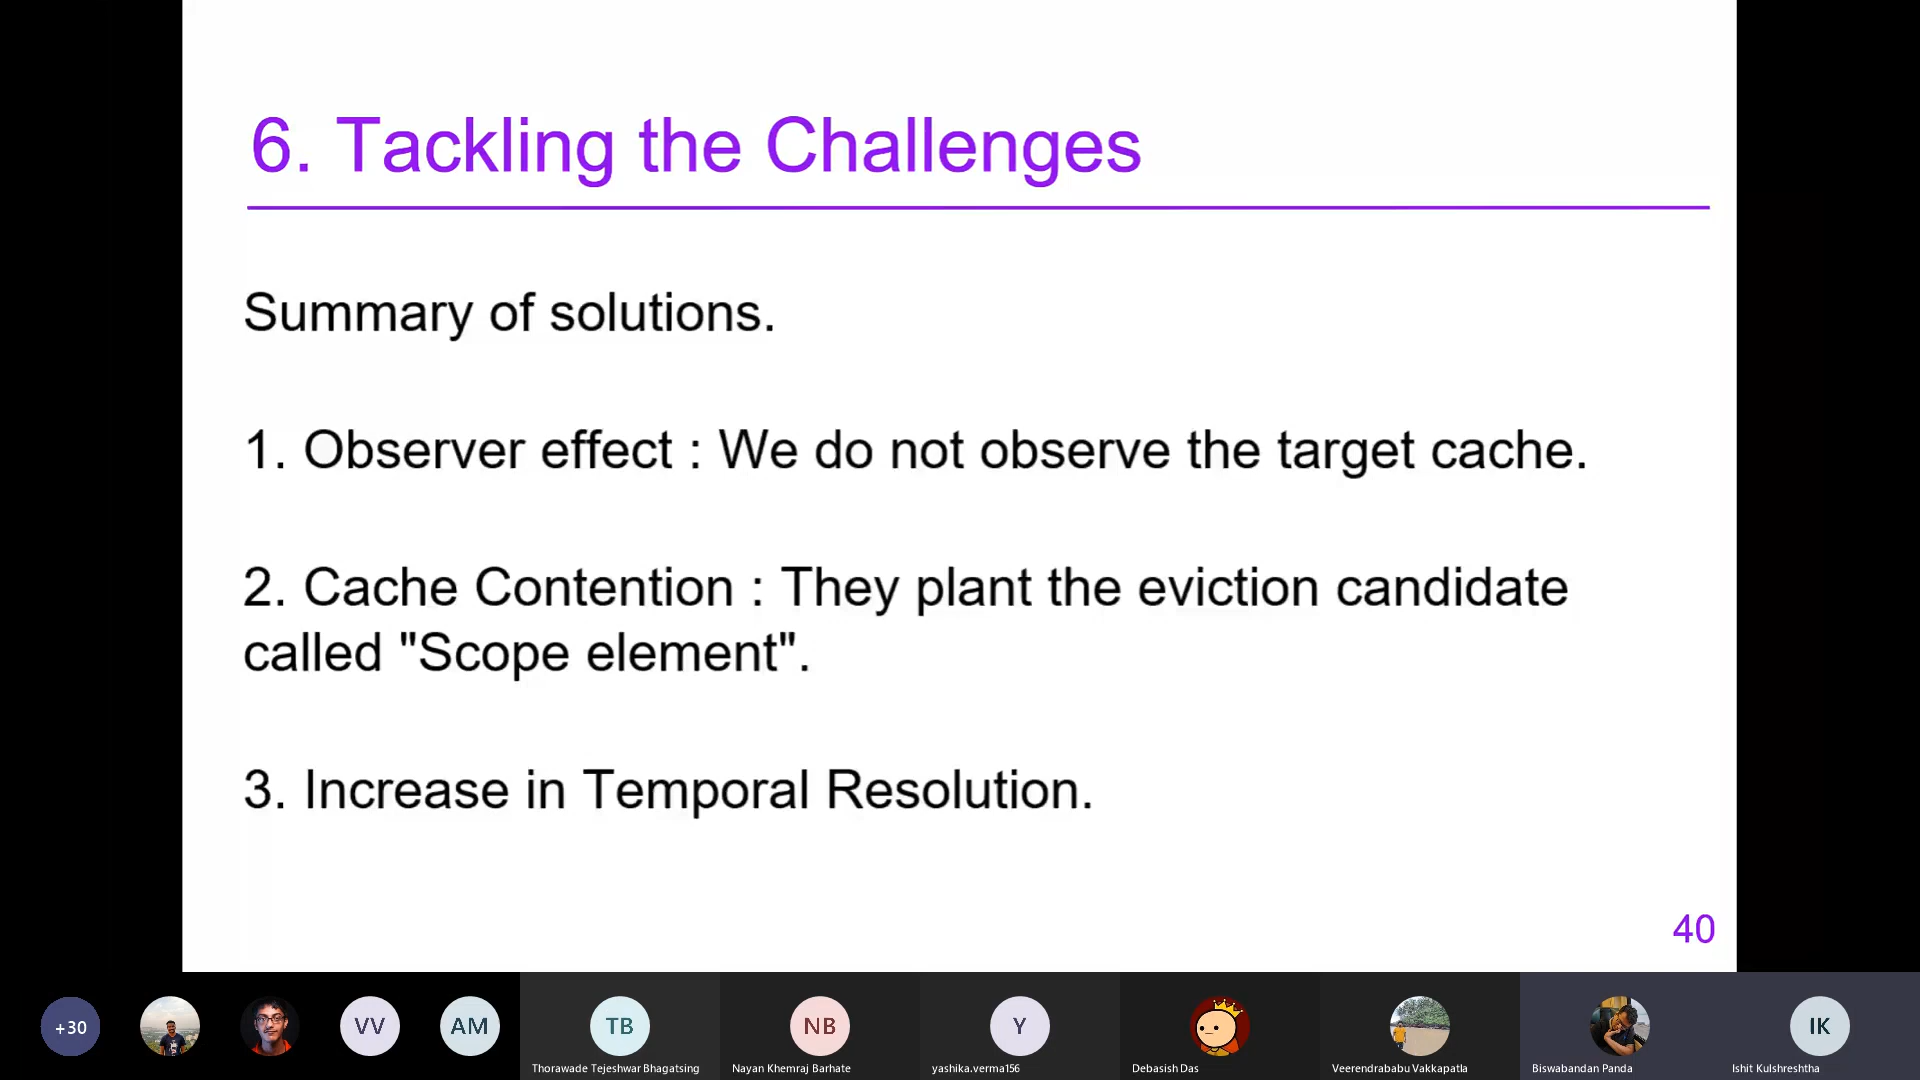 6. Tackling the Challenges
Summary of solutions.
1. Observer effect : We do not observe the target cache.
2. Cache Contention : They plant the eviction candidate
called "Scope element".
3. Increase in Temporal Resolution.
40
+30
VV
AM
TB
NB
Y
IK
Thorawade Tejeshwar Bhagatsing
Nayan Khemraj Barhate
yashika.verma156
Debasish Das
Veerendrababu Vakkapatla
Biswabandan Panda
Ishit Kulshreshtha